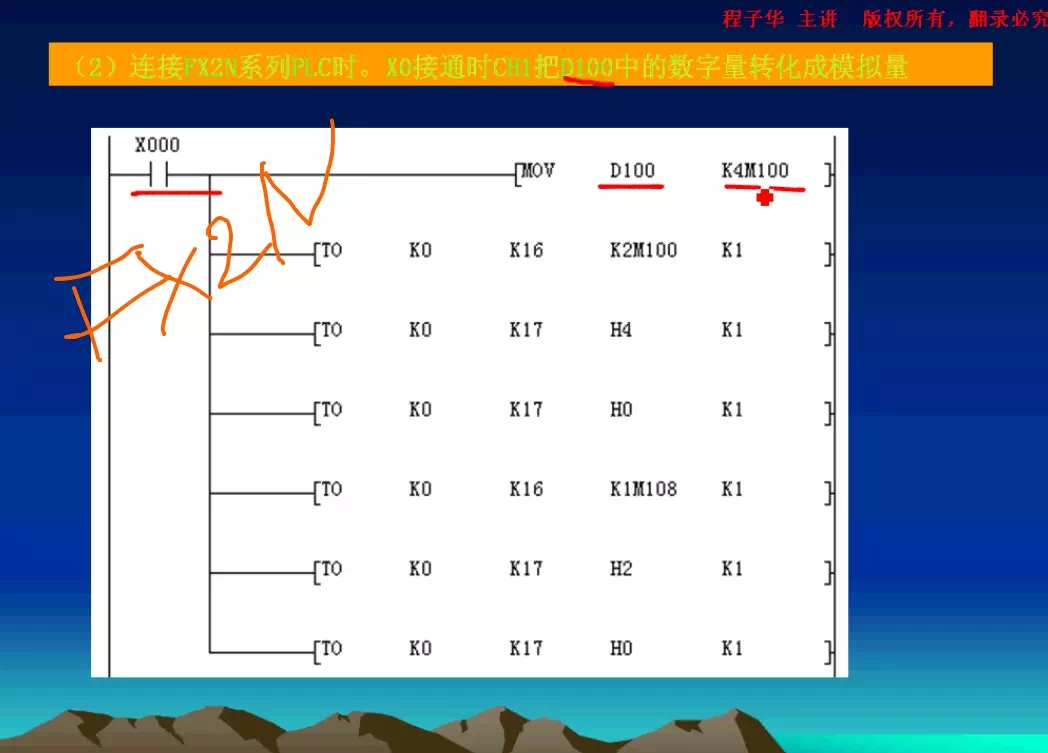 程子华 主讲 版权所有，翻录必究
（2）连接FX2N系列PLC时。X0接通时CH1把D100中的数字量转化成模拟量
X000
[MOV D100 K4M100 ]
[TO K0 K16 K2M100 K1 ]
[TO K0 K17 H4 K1 ]
[TO K0 K17 H0 K1 ]
[TO K0 K16 K1M108 K1 ]
[TO K0 K17 H2 K1 ]
[TO K0 K17 H0 K1 ]
FX2N